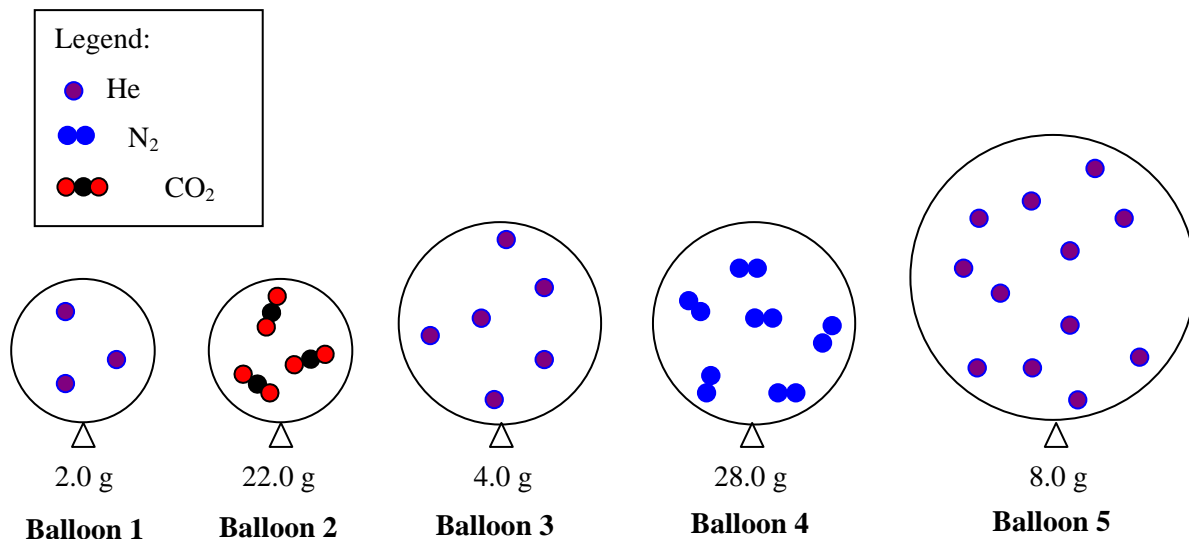 Legend:
He
N₂
CO₂
2.0 g
22.0 g
4.0 g
28.0 g
8.0 g
Balloon 1
Balloon 2
Balloon 3
Balloon 4
Balloon 5